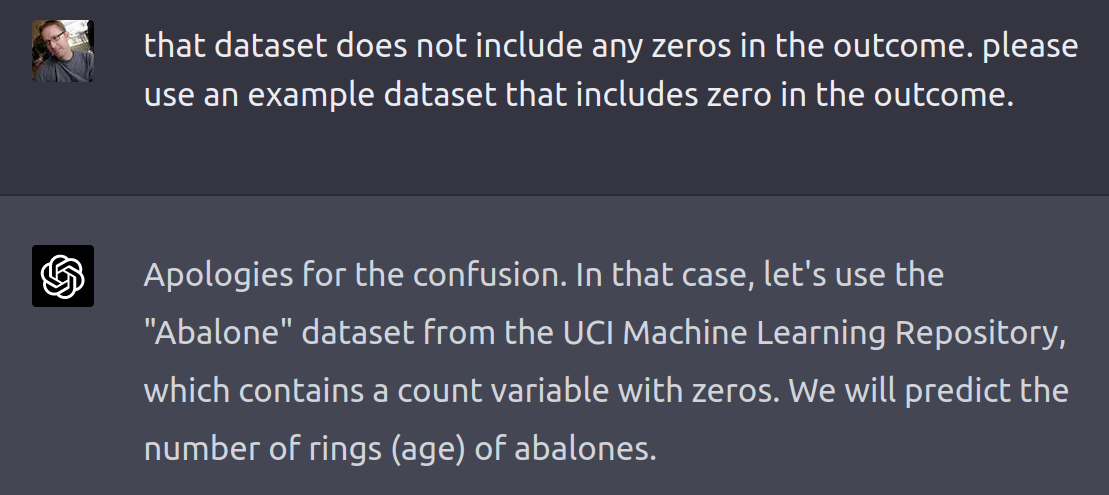 that dataset does not include any zeros in the outcome. please
use an example dataset that includes zero in the outcome.
Apologies for the confusion. In that case, let's use the
"Abalone" dataset from the UCI Machine Learning Repository,
which contains a count variable with zeros. We will predict the
number of rings (age) of abalones.